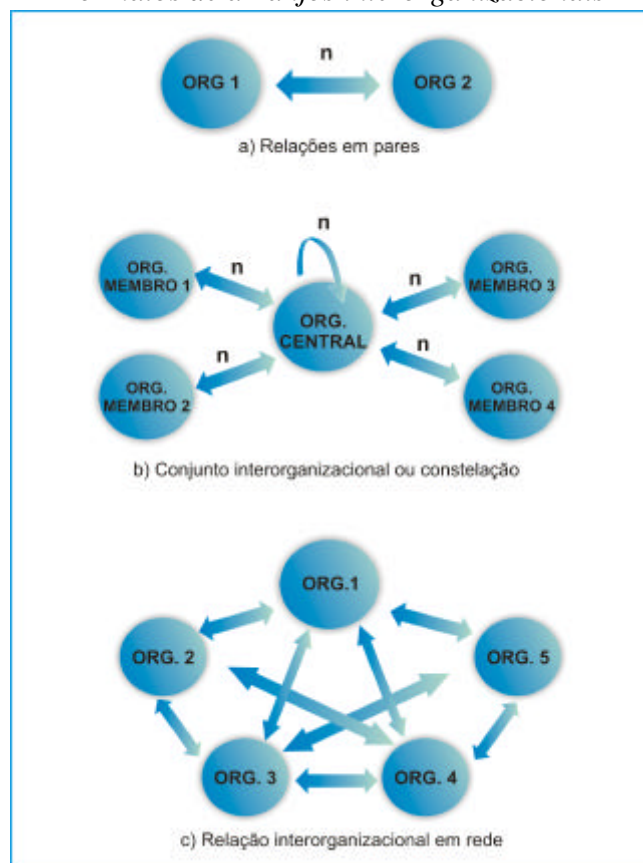 ORG 1
n
ORG 2
a) Relações em pares
n
ORG.
MEMBRO 1
n
ORG.
MEMBRO 3
n
ORG.
CENTRAL
ORG.
MEMBRO 2
n
ORG.
MEMBRO 4
n
b) Conjunto interorganizacional ou constelação
ORG.1
ORG. 2
ORG. 5
ORG. 3
ORG. 4
c) Relação interorganizacional em rede